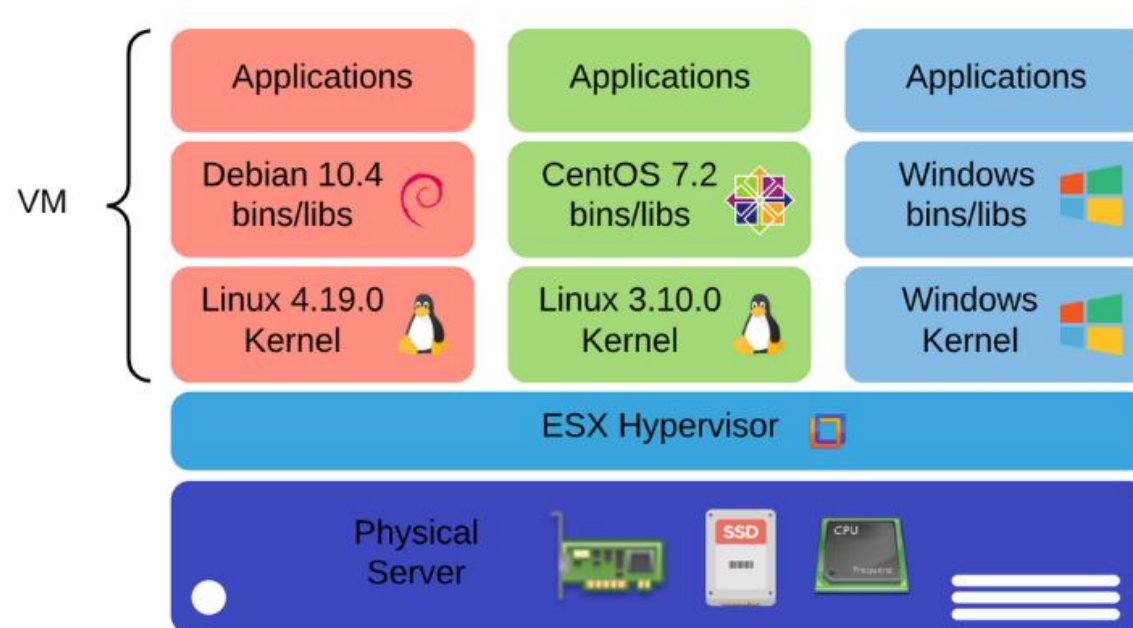 VM
Applications
Applications
Applications
Debian 10.4
bins/libs
CentOS 7.2
bins/libs
Windows
bins/libs
Linux 4.19.0
Kernel
Linux 3.10.0
Kernel
Windows
Kernel
ESX Hypervisor
Physical
Server
SSD
CPU
Frequent